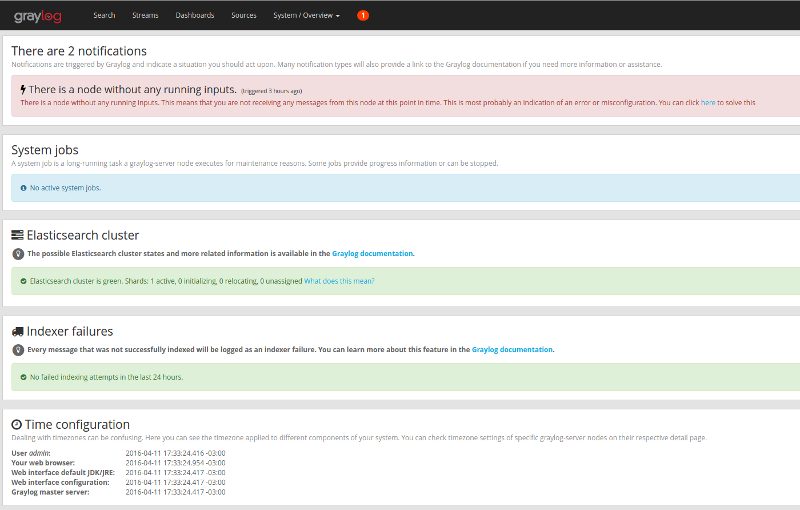 graylog Search Streams Dashboards Sources System / Overview 1
There are 2 notifications
Notifications are triggered by Graylog and indicate a situation you should act upon. Many notification types will also provide a link to the Graylog documentation if you need more information or assistance.
There is a node without any running inputs. (triggered 3 hours ago)
There is a node without any running inputs. This means that you are not receiving any messages from this node at this point in time. This is most probably an indication of an error or misconfiguration. You can click here to solve this
System jobs
A system job is a long-running task a graylog-server node executes for maintenance reasons. Some jobs provide progress information or can be stopped.
No active system jobs.
Elasticsearch cluster
The possible Elasticsearch cluster states and more related information is available in the Graylog documentation.
Elasticsearch cluster is green. Shards: 1 active, 0 initializing, 0 relocating, 0 unassigned What does this mean?
Indexer failures
Every message that was not successfully indexed will be logged as an indexer failure. You can learn more about this feature in the Graylog documentation.
No failed indexing attempts in the last 24 hours.
Time configuration
Dealing with timezones can be confusing. Here you can see the timezone applied to different components of your system. You can check timezone settings of specific graylog-server nodes on their respective detail page.
User admin: 2016-04-11 17:33:24.416 -03:00
Your web browser: 2016-04-11 17:33:24.954 -03:00
Web interface default JDK/JRE: 2016-04-11 17:33:24.417 -03:00
Web interface configuration: 2016-04-11 17:33:24.417 -03:00
Graylog master server: 2016-04-11 17:33:24.417 -03:00